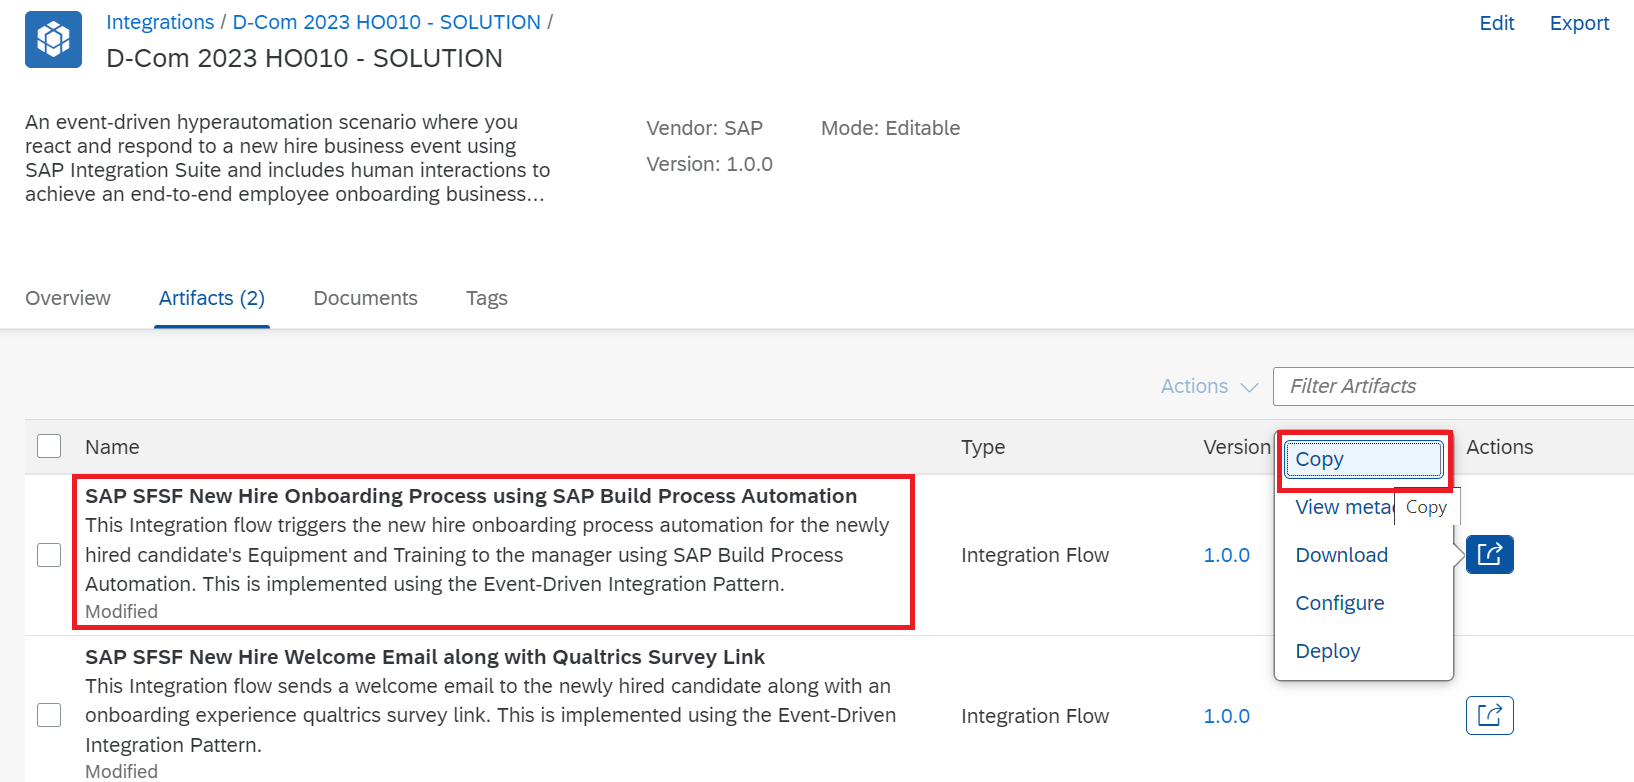 Integrations / D-Com 2023 HO010 - SOLUTION /
Edit Export
D-Com 2023 HO010 - SOLUTION
An event-driven hyperautomation scenario where you
react and respond to a new hire business event using
SAP Integration Suite and includes human interactions to
achieve an end-to-end employee onboarding business...
Vendor: SAP Mode: Editable
Version: 1.0.0
Overview Artifacts (2) Documents Tags
Actions Filter Artifacts
Name Type Version Actions
Copy
View meta
Copy
Download
Configure
Deploy
SAP SFSF New Hire Onboarding Process using SAP Build Process Automation
This Integration flow triggers the new hire onboarding process automation for the newly
hired candidate's Equipment and Training to the manager using SAP Build Process
Automation. This is implemented using the Event-Driven Integration Pattern.
Modified
Integration Flow 1.0.0
SAP SFSF New Hire Welcome Email along with Qualtrics Survey Link
This Integration flow sends a welcome email to the newly hired candidate along with an
onboarding experience qualtrics survey link. This is implemented using the Event-Driven
Integration Pattern.
Modified
Integration Flow 1.0.0